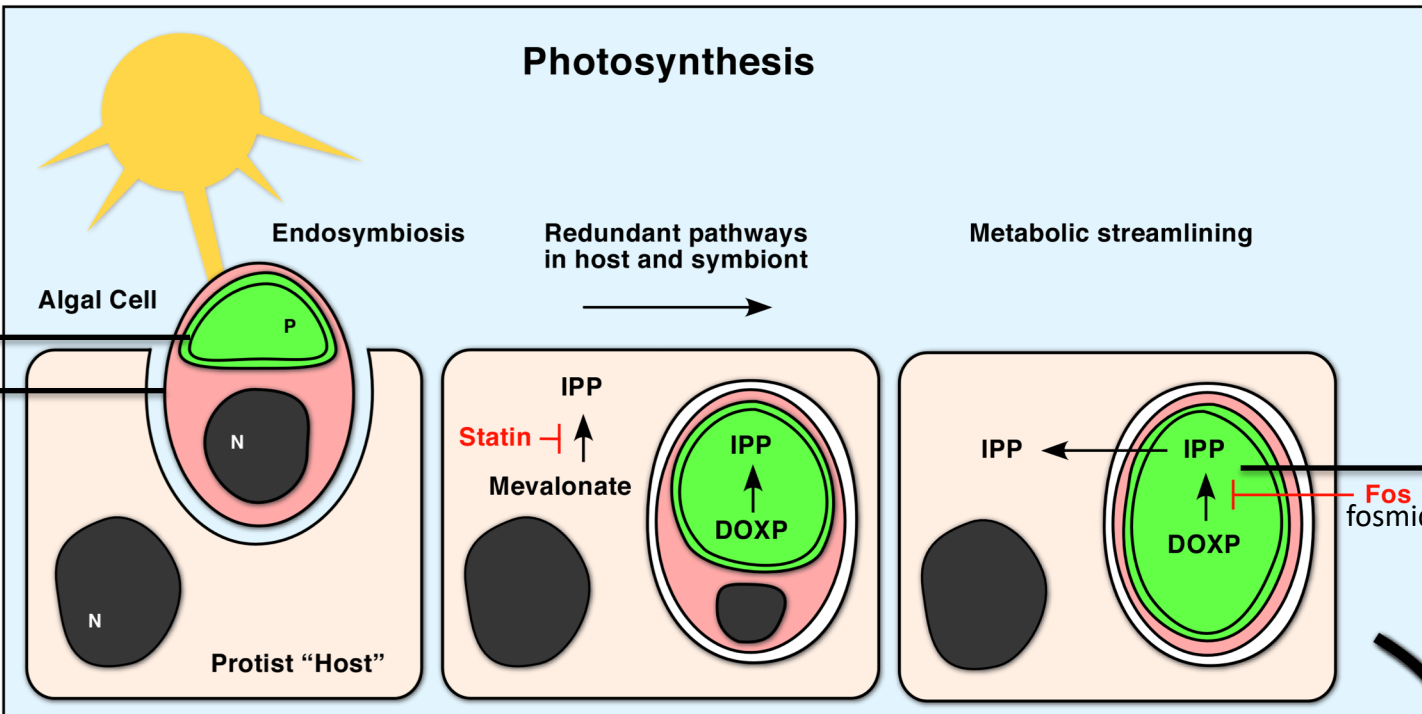 Photosynthesis
Endosymbiosis
Redundant pathways
in host and symbiont
Metabolic streamlining
Algal Cell
P
N
N
Protist “Host”
IPP
Statin
Mevalonate
IPP
DOXP
IPP
IPP
DOXP
Fos